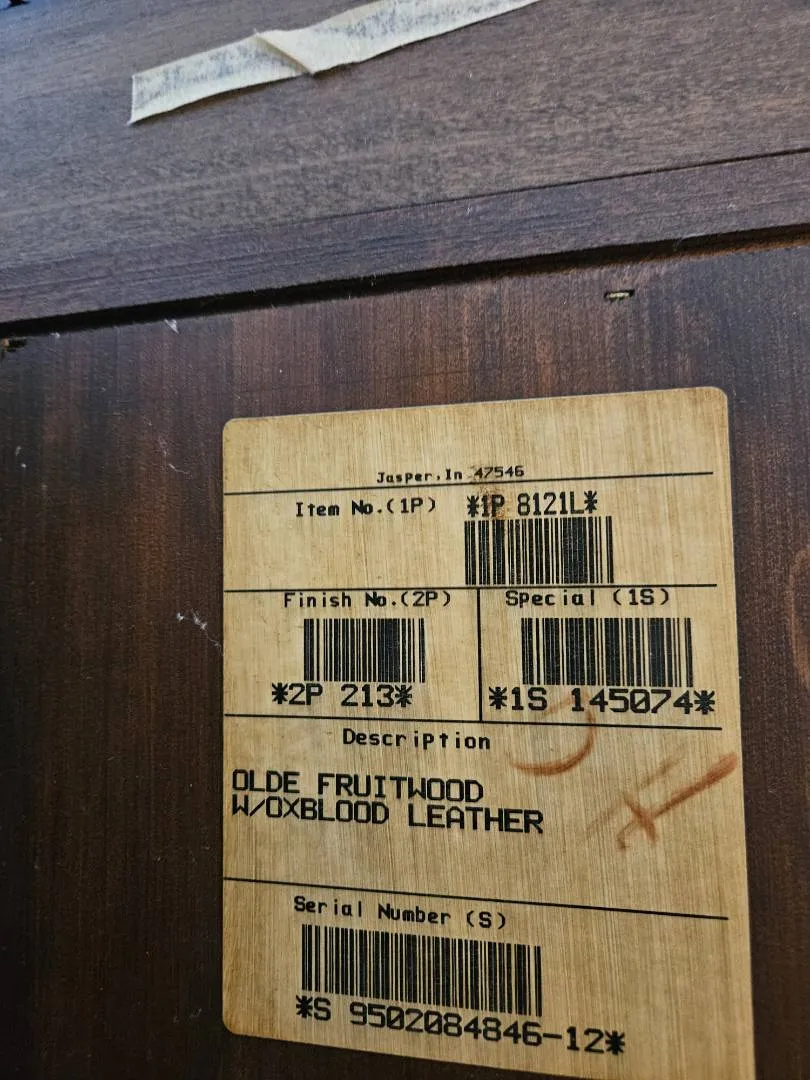 Jasper,In 47546
Item No.(1P) *1P 8121L*
Finish No.(2P) Special (1S)
*2P 213* *1S 145074*
Description
OLDE FRUITWOOD
W/OXBLOOD LEATHER
Serial Number (S)
*S 9502084846-12*